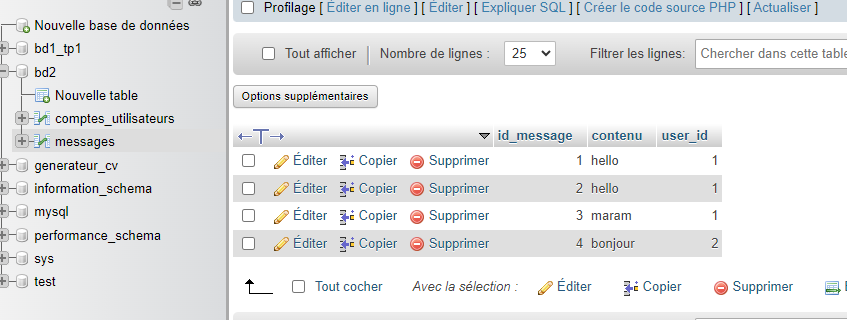 Nouvelle base de données
bd1_tp1
bd2
Nouvelle table
comptes_utilisateurs
messages
generateur_cv
information_schema
mysql
performance_schema
sys
test
Profilage [ Éditer en ligne ] [ Éditer ] [ Expliquer SQL ] [ Créer le code source PHP ] [ Actualiser ]
Tout afficher Nombre de lignes : 25 Filtrer les lignes: Chercher dans cette table
Options supplémentaires
id_message contenu user_id
Éditer Copier Supprimer 1 hello 1
Éditer Copier Supprimer 2 hello 1
Éditer Copier Supprimer 3 maram 1
Éditer Copier Supprimer 4 bonjour 2
Tout cocher Avec la sélection : Éditer Copier Supprimer